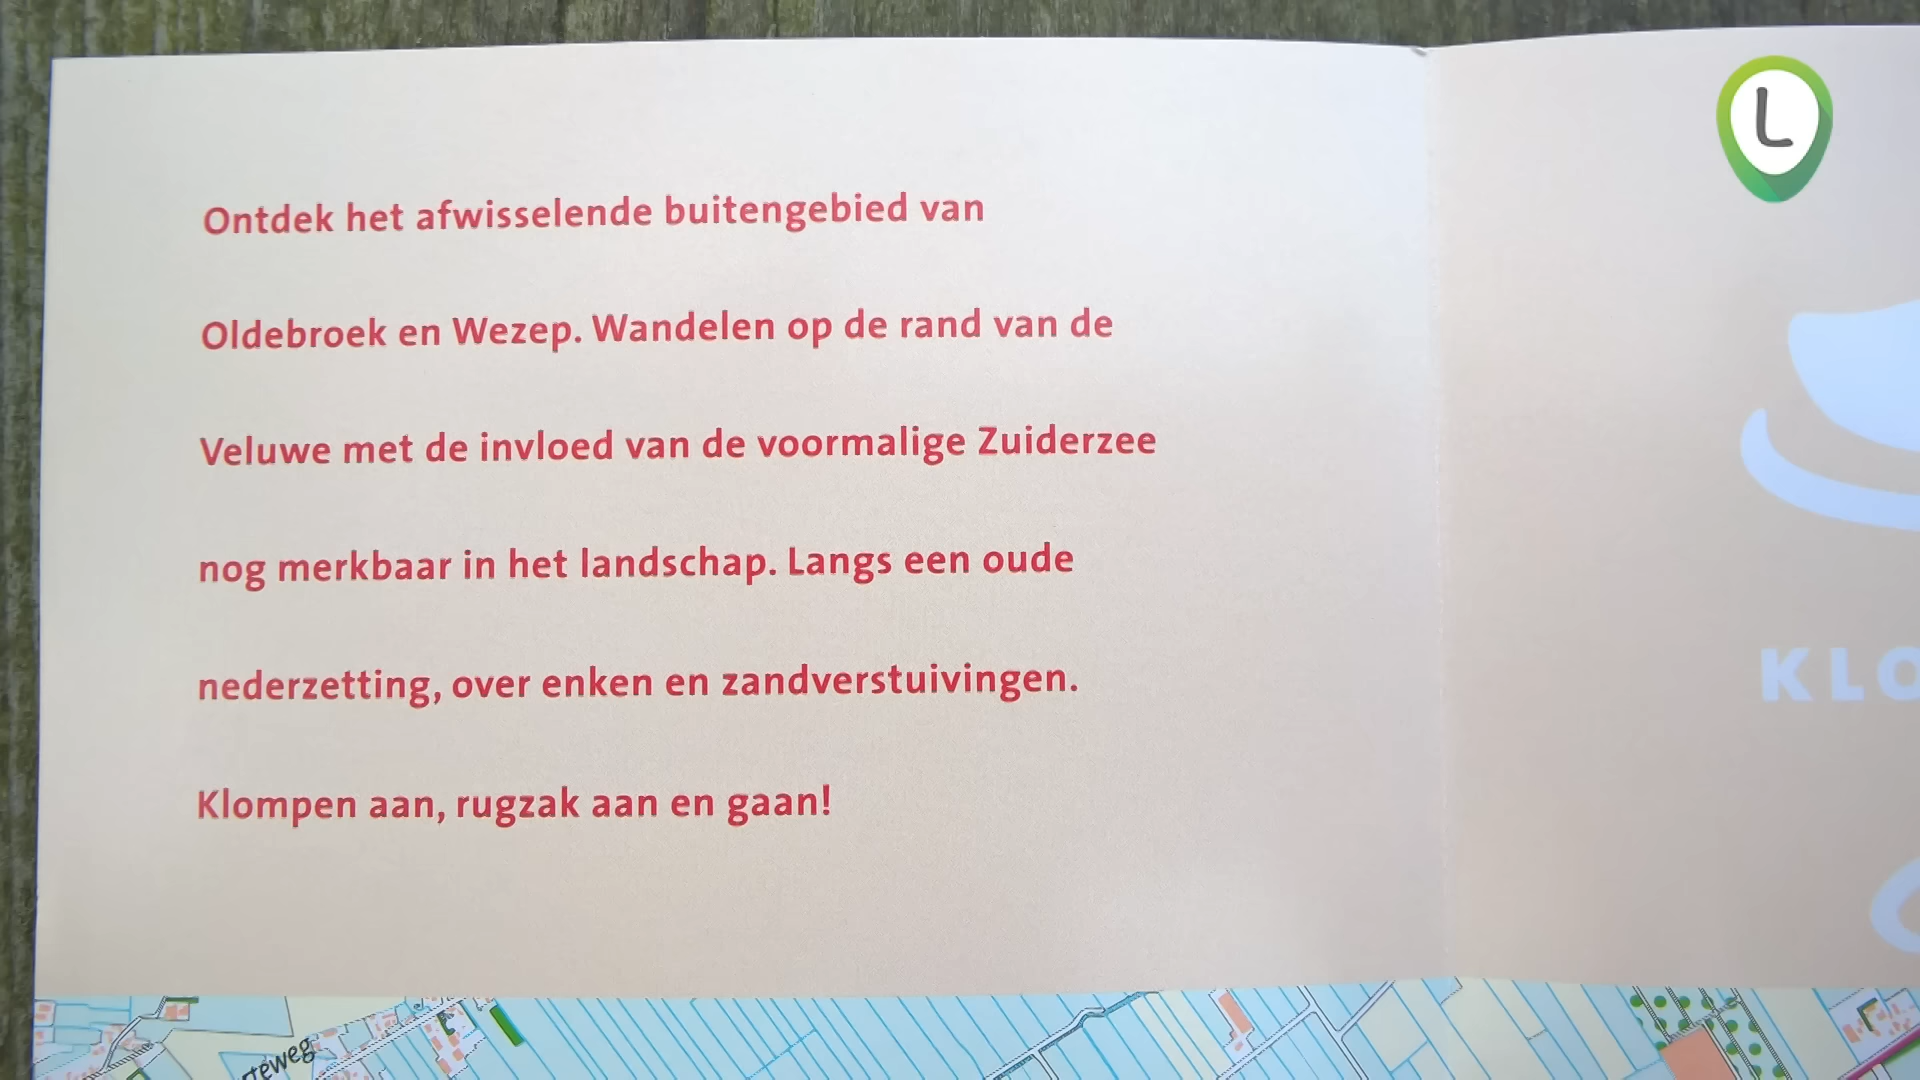 Ontdek het afwisselende buitengebied van
Oldebroek en Wezep. Wandelen op de rand van de
Veluwe met de invloed van de voormalige Zuiderzee
nog merkbaar in het landschap. Langs een oude
nederzetting, over enken en zandverstuivingen.
Klompen aan, rugzak aan en gaan!
L
KLO